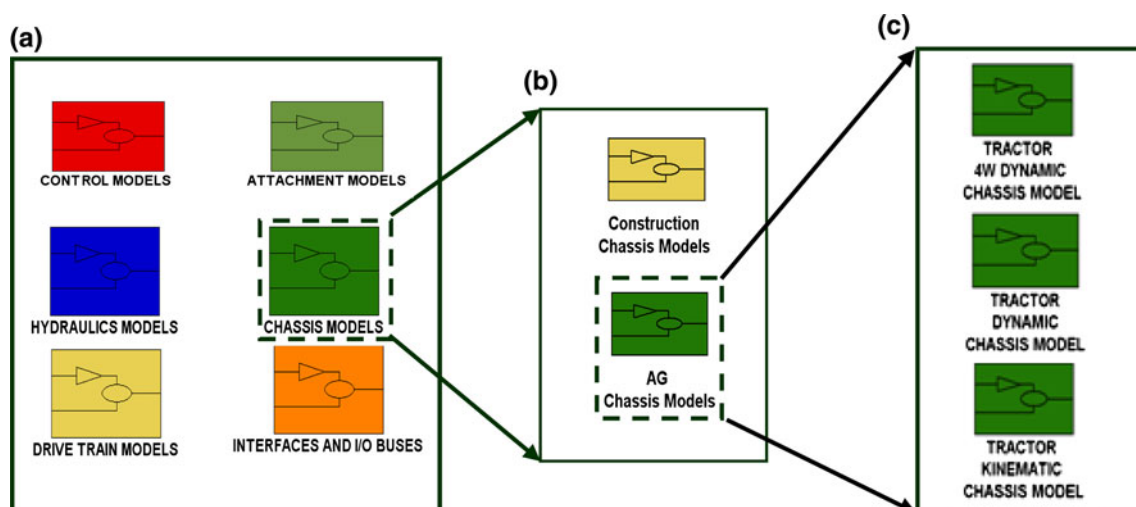 (a)
CONTROL MODELS
ATTACHMENT MODELS
HYDRAULICS MODELS
CHASSIS MODELS
DRIVE TRAIN MODELS
INTERFACES AND I/O BUSES
(b)
Construction
Chassis Models
AG
Chassis Models
(c)
TRACTOR
4W DYNAMIC
CHASSIS MODEL
TRACTOR
DYNAMIC
CHASSIS MODEL
TRACTOR
KINEMATIC
CHASSIS MODEL